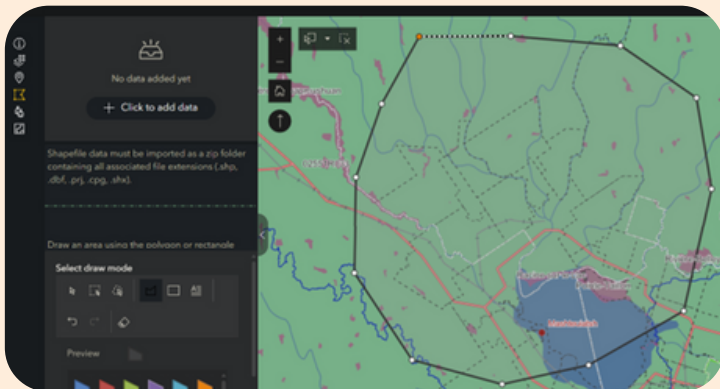 No data added yet
+ Click to add data
Shapefile data must be imported as a zip folder
containing all associated file extensions (.shp,
.dbf, .prj, .cpg, .shx).
Draw an area using the polygon or rectangle
Select draw mode
Preview